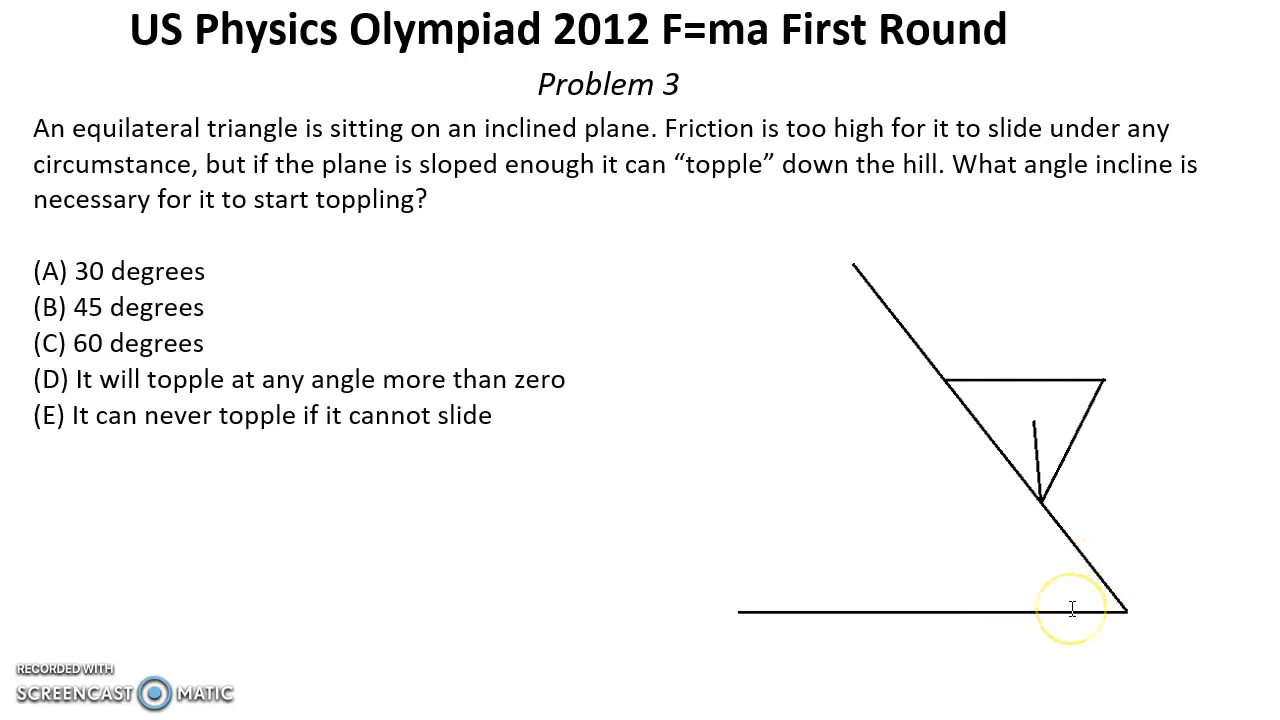 US Physics Olympiad 2012 F=ma First Round
Problem 3
An equilateral triangle is sitting on an inclined plane. Friction is too high for it to slide under any
circumstance, but if the plane is sloped enough it can “topple” down the hill. What angle incline is
necessary for it to start toppling?
(A) 30 degrees
(B) 45 degrees
(C) 60 degrees
(D) It will topple at any angle more than zero
(E) It can never topple if it cannot slide
RECORDED WITH
SCREENCAST MATIC